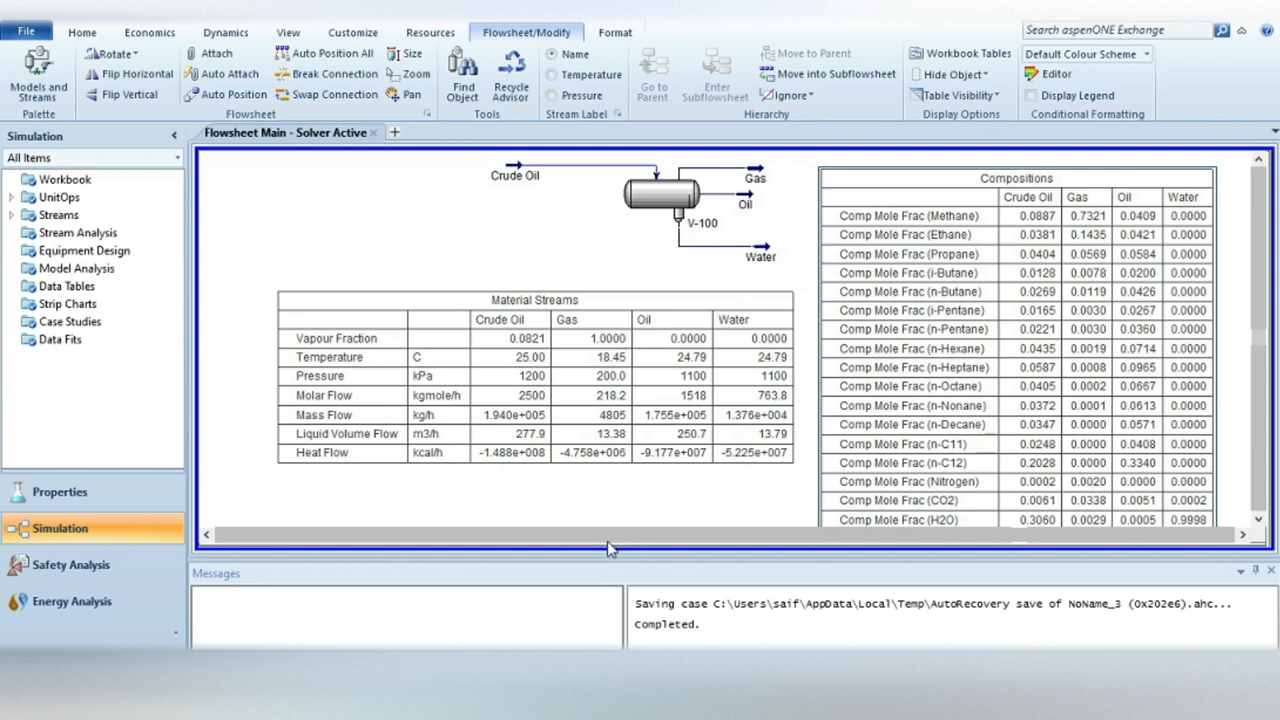 File Home Economics Dynamics View Customize Resources Flowsheet/Modify Format Search aspenONE Exchange
Models and Streams
Palette
Rotate Attach Auto Position All Size
Flip Horizontal Auto Attach Break Connection Zoom
Flip Vertical Auto Position Swap Connection Pan
Flowsheet
Find Object Recycle Advisor
Tools
Name
Temperature
Pressure
Stream Label
Go to Parent Enter Subflowsheet
Move to Parent
Move into Subflowsheet
Ignore
Hierarchy
Workbook Tables
Hide Object
Table Visibility
Display Options
Default Colour Scheme
Editor
Display Legend
Conditional Formatting
Simulation
All Items
Workbook
UnitOps
Streams
Stream Analysis
Equipment Design
Model Analysis
Data Tables
Strip Charts
Case Studies
Data Fits
Properties
Simulation
Safety Analysis
Energy Analysis
Flowsheet Main - Solver Active
Crude Oil
Gas
Oil
V-100
Water
Material Streams
Crude Oil Gas Oil Water
Vapour Fraction 0.0821 1.0000 0.0000 0.0000
Temperature C 25.00 18.45 24.79 24.79
Pressure kPa 1200 200.0 1100 1100
Molar Flow kgmole/h 2500 218.2 1518 763.8
Mass Flow kg/h 1.940e+005 4805 1.755e+005 1.376e+004
Liquid Volume Flow m3/h 277.9 13.38 250.7 13.79
Heat Flow kcal/h -1.488e+008 -4.758e+006 -9.177e+007 -5.225e+007
Compositions
Crude Oil Gas Oil Water
Comp Mole Frac (Methane) 0.0887 0.7321 0.0409 0.0000
Comp Mole Frac (Ethane) 0.0381 0.1435 0.0421 0.0000
Comp Mole Frac (Propane) 0.0404 0.0569 0.0584 0.0000
Comp Mole Frac (i-Butane) 0.0128 0.0078 0.0200 0.0000
Comp Mole Frac (n-Butane) 0.0269 0.0119 0.0426 0.0000
Comp Mole Frac (i-Pentane) 0.0165 0.0030 0.0267 0.0000
Comp Mole Frac (n-Pentane) 0.0221 0.0030 0.0360 0.0000
Comp Mole Frac (n-Hexane) 0.0435 0.0019 0.0714 0.0000
Comp Mole Frac (n-Heptane) 0.0587 0.0008 0.0965 0.0000
Comp Mole Frac (n-Octane) 0.0405 0.0002 0.0667 0.0000
Comp Mole Frac (n-Nonane) 0.0372 0.0001 0.0613 0.0000
Comp Mole Frac (n-Decane) 0.0347 0.0000 0.0571 0.0000
Comp Mole Frac (n-C11) 0.0248 0.0000 0.0408 0.0000
Comp Mole Frac (n-C12) 0.2028 0.0000 0.3340 0.0000
Comp Mole Frac (Nitrogen) 0.0002 0.0020 0.0000 0.0000
Comp Mole Frac (CO2) 0.0061 0.0338 0.0051 0.0002
Comp Mole Frac (H2O) 0.3060 0.0029 0.0005 0.9998
Messages
Saving case C:\Users\saif\AppData\Local\Temp\AutoRecovery save of NoName_3 (0x202e6).ahc...
Completed.